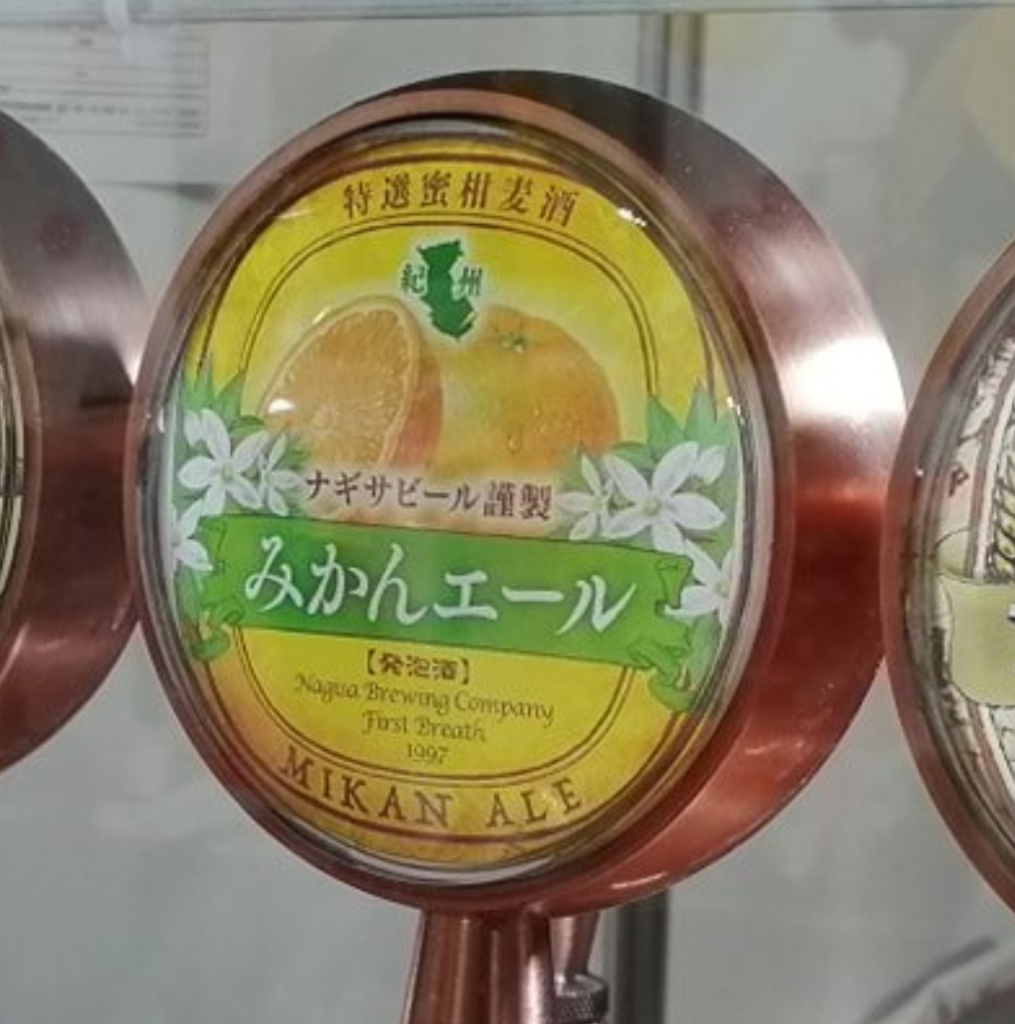 特選蜜柑麦酒
紀州
ナギサビール謹製
みかんエール
【発泡酒】
Nagisa Brewing Company
First Breath
1997
MIKAN ALE